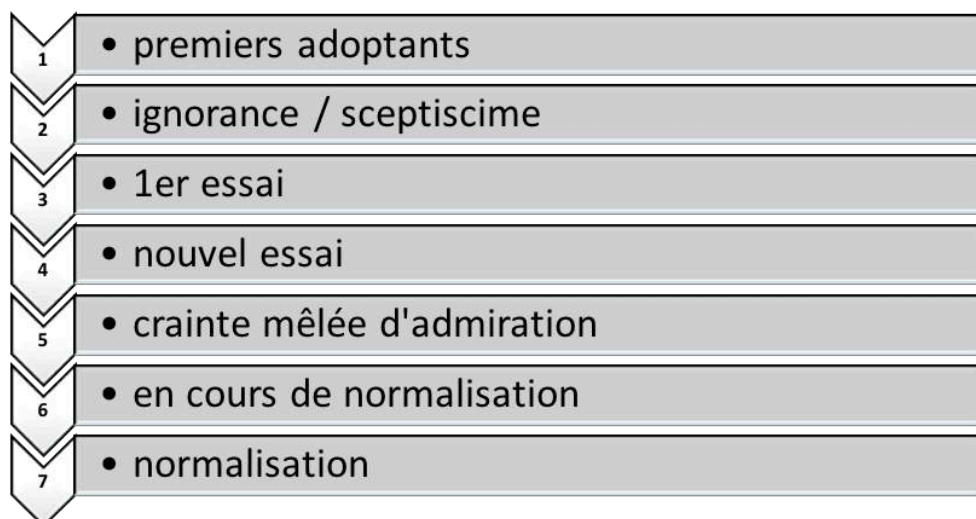 1 • premiers adoptants
2 • ignorance / sceptiscime
3 • 1er essai
4 • nouvel essai
5 • crainte mêlée d'admiration
6 • en cours de normalisation
7 • normalisation